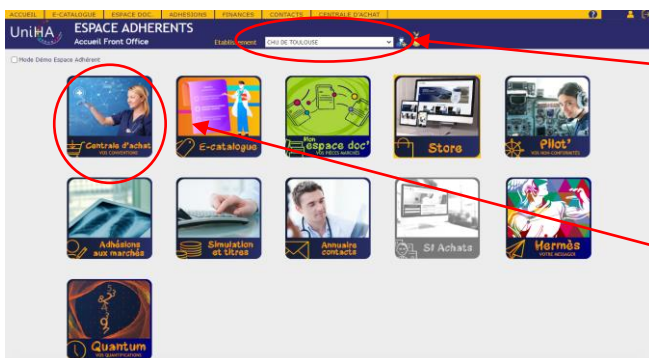 ACCUEIL E-CATALOGUE ESPACE DOC. ADHESIONS FINANCES CONTACTS CENTRALE D'ACHAT
UniHA ESPACE ADHERENTS
Accueil Front Office
Etablissement CHU DE TOULOUSE
Mode Démo Espace Adhérent
Centrale d'achat
VOS CONVENTIONS
E-catalogue
Mon
espace doc'
VOS PIÈCES MARCHÉS
Store
Pilot'
VOS NON-CONFORMITÉS
Adhésions
aux marchés
Simulation
et titres
Annuaire
contacts
SI Achats
Hermès
VOTRE MESSAGER
Quantum
VOS QUANTIFICATIONS